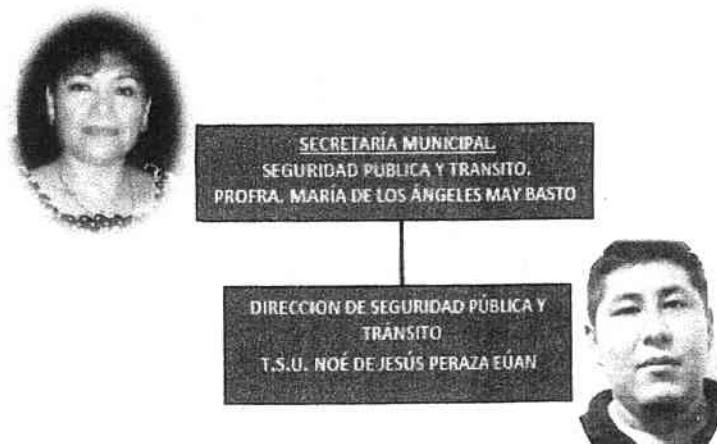 SECRETARÍA MUNICIPAL.
SEGURIDAD PUBLICA Y TRANSITO.
PROFRA. MARÍA DE LOS ÁNGELES MAY BASTO
DIRECCION DE SEGURIDAD PÚBLICA Y
TRÁNSITO
T.S.U. NOÉ DE JESÚS PERAZA EÚAN